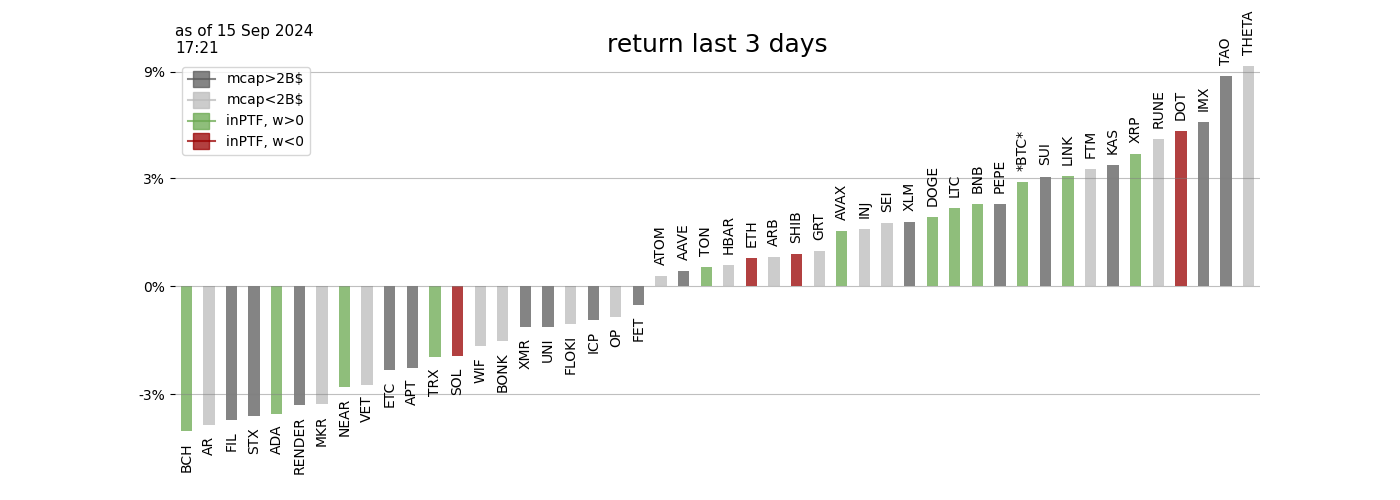 as of 15 Sep 2024
17:21
return last 3 days
mcap>2B$
mcap<2B$
inPTF, w>0
inPTF, w<0
9%
3%
0%
-3%
BCH
AR
FIL
STX
ADA
RENDER
MKR
NEAR
VET
ETC
APT
TRX
SOL
WIF
BONK
XMR
UNI
FLOKI
ICP
OP
FET
ATOM
AAVE
TON
HBAR
ETH
ARB
SHIB
GRT
AVAX
INJ
SEI
XLM
DOGE
LTC
BNB
PEPE
*BTC*
SUI
LINK
FTM
KAS
XRP
RUNE
DOT
IMX
TAO
THETA